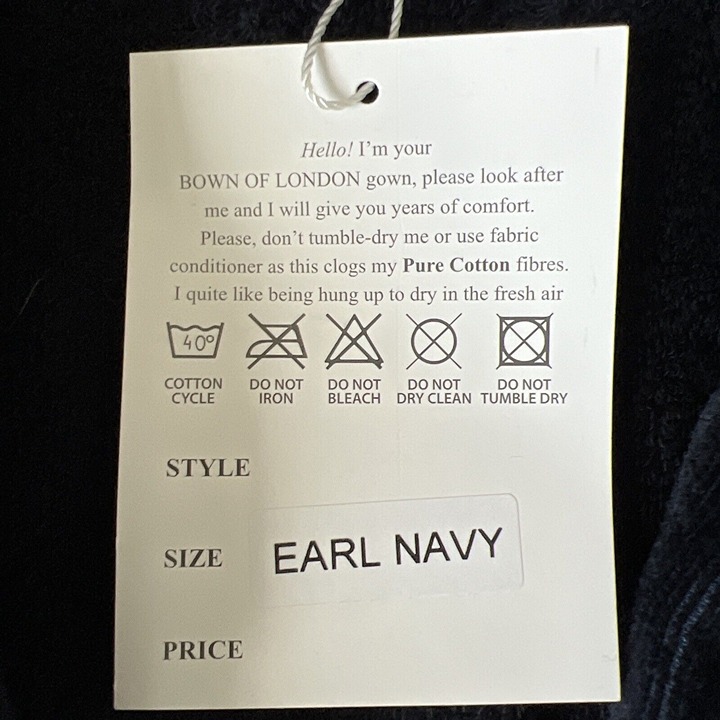 Hello! I'm your
BOWN OF LONDON gown, please look after
me and I will give you years of comfort.
Please, don't tumble-dry me or use fabric
conditioner as this clogs my Pure Cotton fibres.
I quite like being hung up to dry in the fresh air
40°
COTTON CYCLE
DO NOT IRON
DO NOT BLEACH
DO NOT DRY CLEAN
DO NOT TUMBLE DRY
STYLE
SIZE EARL NAVY
PRICE